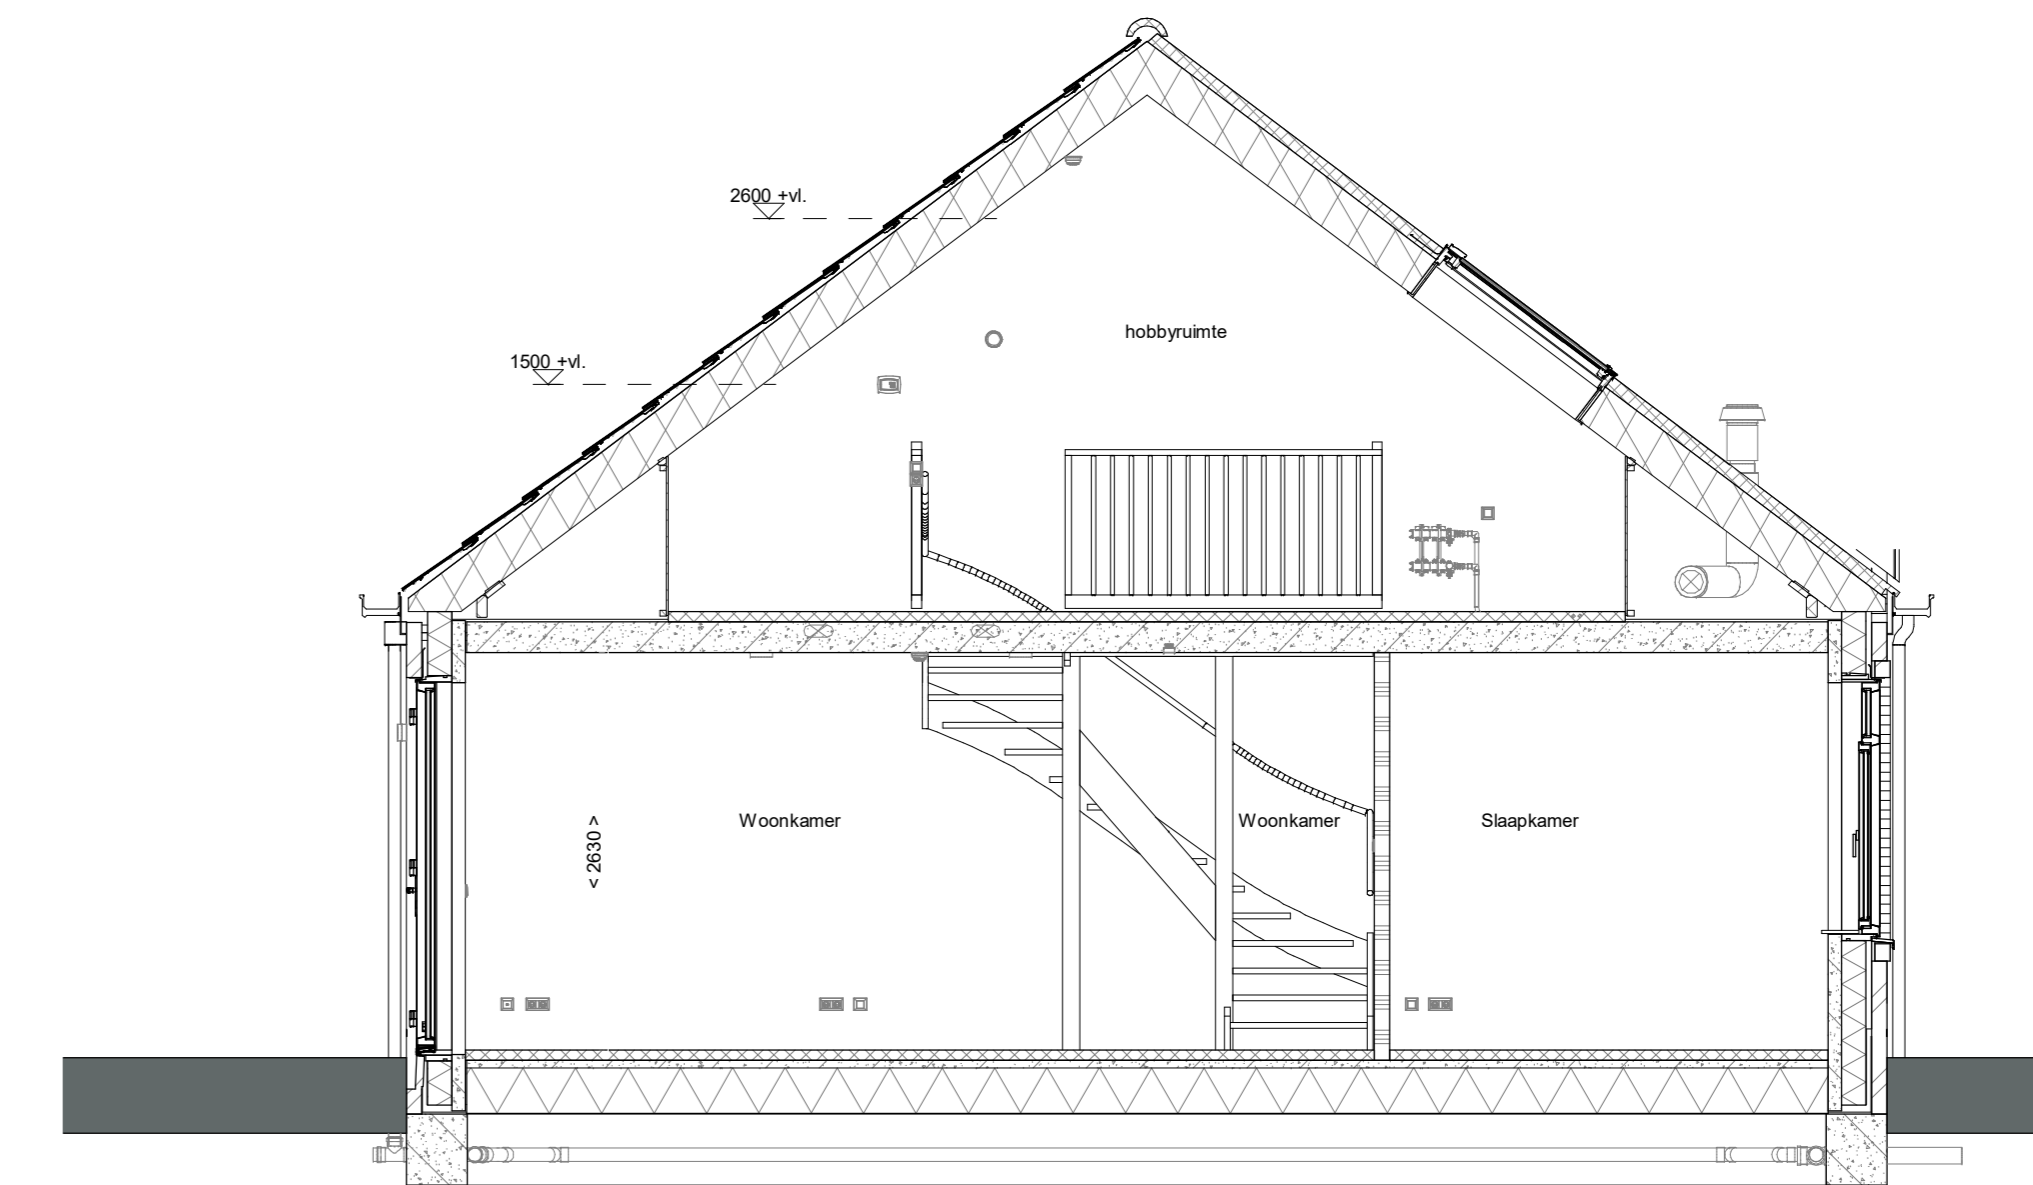 2600 +vl.
hobbyruimte
1500 +vl.
Woonkamer
Woonkamer
Slaapkamer
< 2630 >